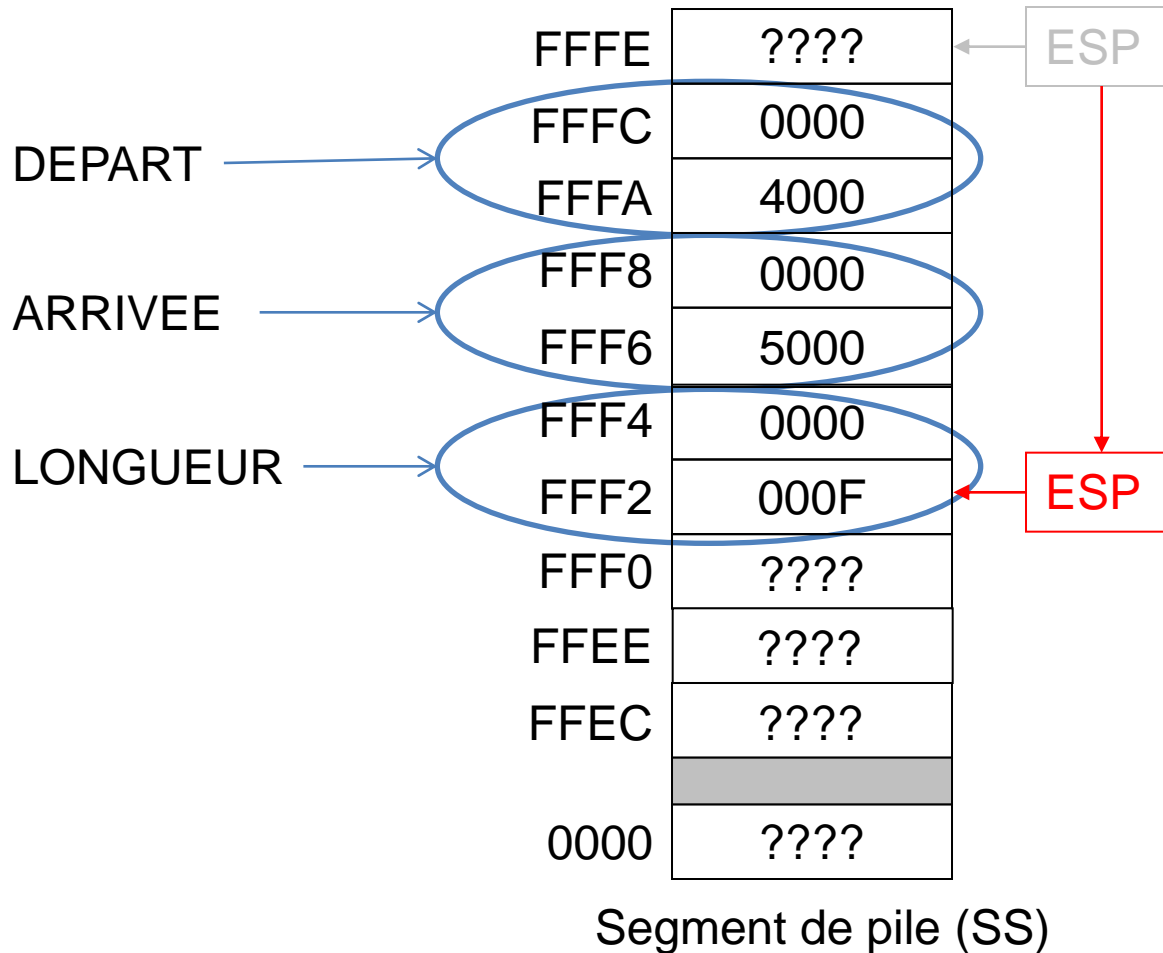 FFFE ???? ESP
FFFC 0000
DEPART
FFFA 4000
FFF8 0000
ARRIVEE
FFF6 5000
FFF4 0000
LONGUEUR
FFF2 000F ESP
FFF0 ????
FFEE ????
FFEC ????
0000 ????
Segment de pile (SS)